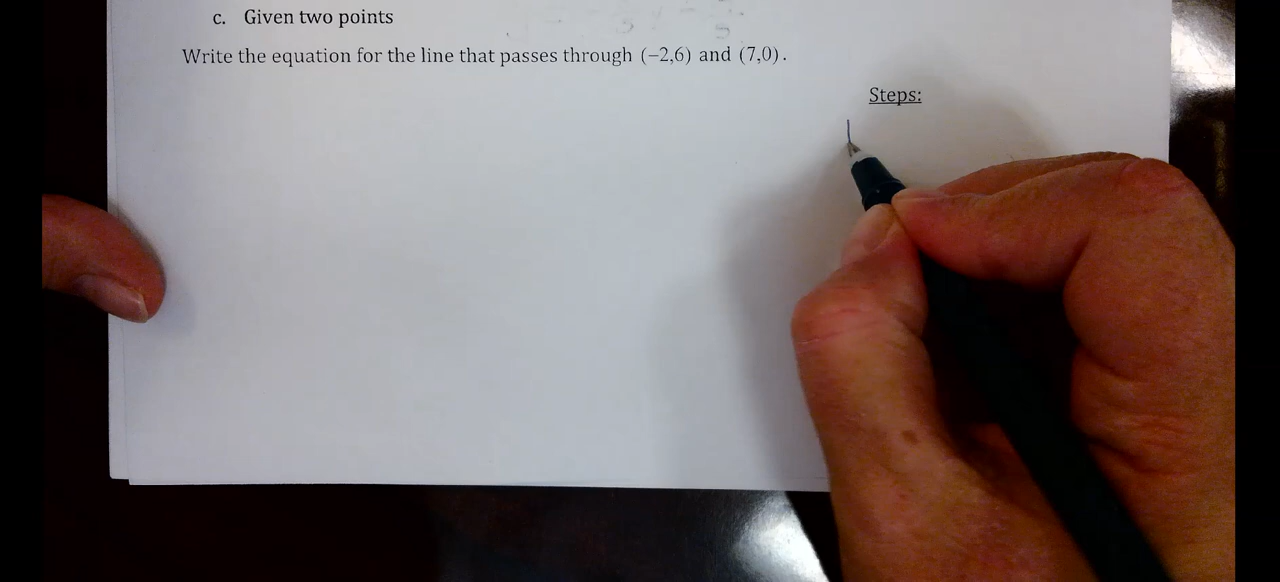 c. Given two points
Write the equation for the line that passes through (−2,6) and (7,0).
Steps: